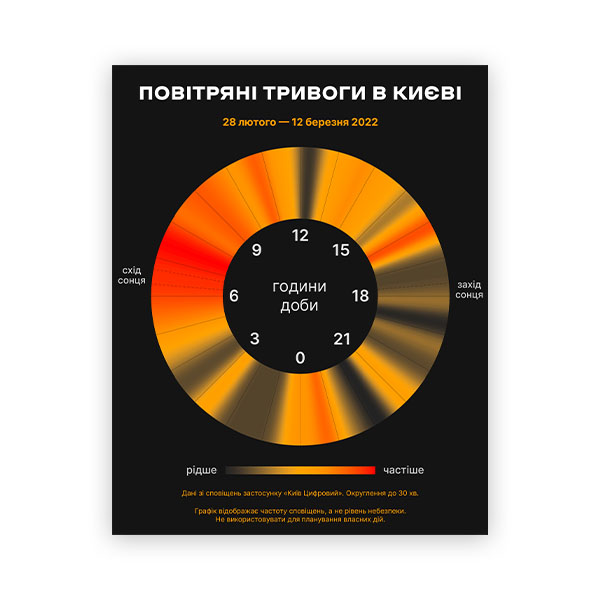 ПОВІТРЯНІ ТРИВОГИ В КИЄВІ
28 лютого — 12 березня 2022
12
9
15
схід
сонця
6
години
доби
18
захід
сонця
3
21
0
рідше
частіше
Дані зі сповіщень застосунку «Київ Цифровий». Округлення до 30 хв.
Графік відображає частоту сповіщень, а не рівень небезпеки.
Не використовувати для планування власних дій.